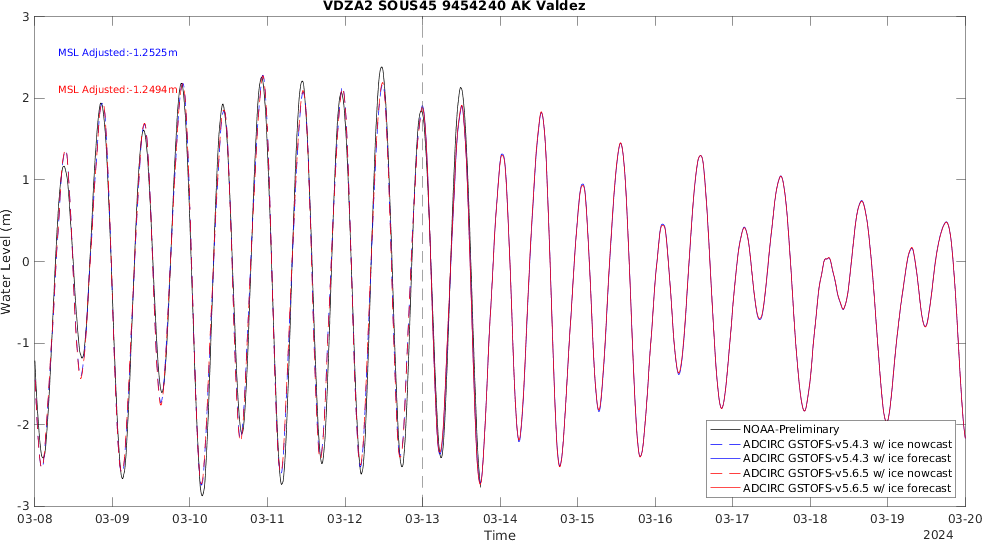 VDZA2 SOUS45 9454240 AK Valdez
MSL Adjusted:-1.2525m
MSL Adjusted:-1.2494m
Water Level (m)
3
2
1
0
-1
-2
-3
NOAA-Preliminary
ADCIRC GSTOFS-v5.4.3 w/ ice nowcast
ADCIRC GSTOFS-v5.4.3 w/ ice forecast
ADCIRC GSTOFS-v5.6.5 w/ ice nowcast
ADCIRC GSTOFS-v5.6.5 w/ ice forecast
03-08 03-09 03-10 03-11 03-12 03-13 03-14 03-15 03-16 03-17 03-18 03-19 03-20
Time
2024